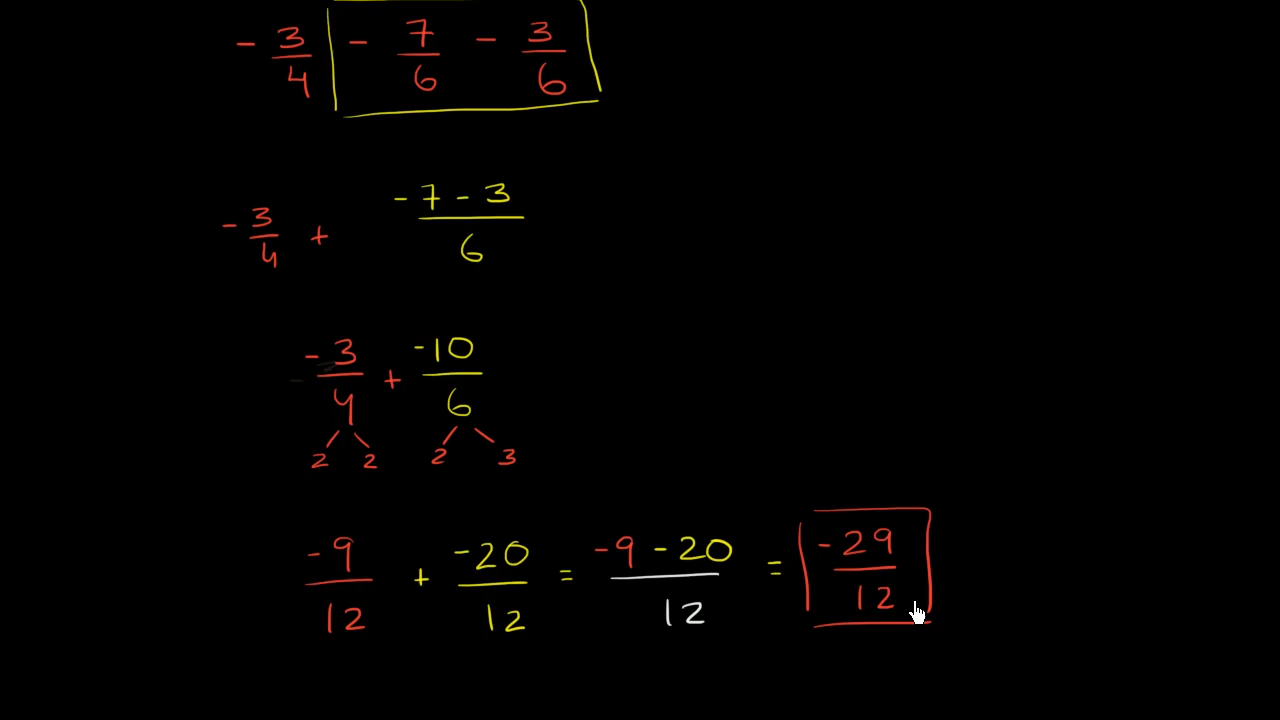 - 3/4 - 7/6 - 3/6
- 3/4 + -7-3/6
-3/4 + -10/6
2 2 2 3
-9/12 + -20/12 = -9-20/12 = -29/12